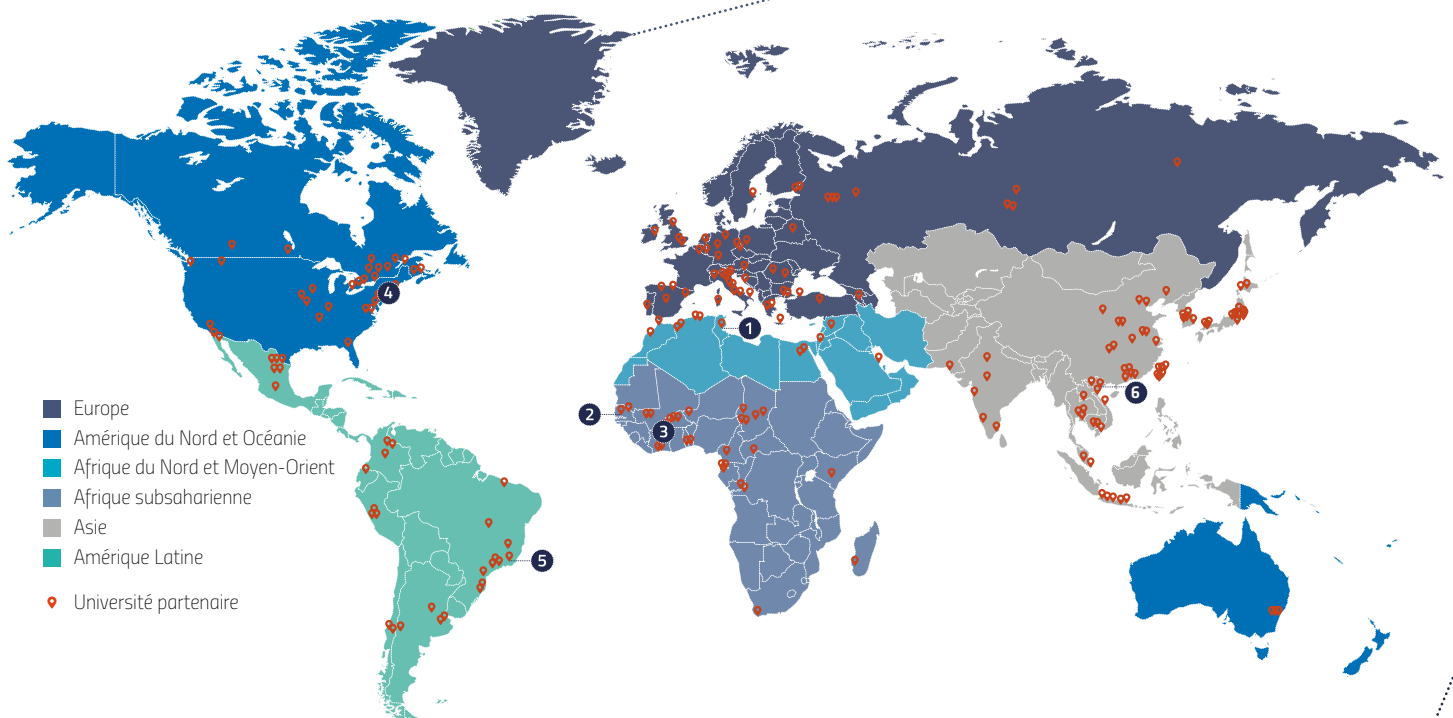 4
1
2
3
6
5
Europe
Amérique du Nord et Océanie
Afrique du Nord et Moyen-Orient
Afrique subsaharienne
Asie
Amérique Latine
Université partenaire